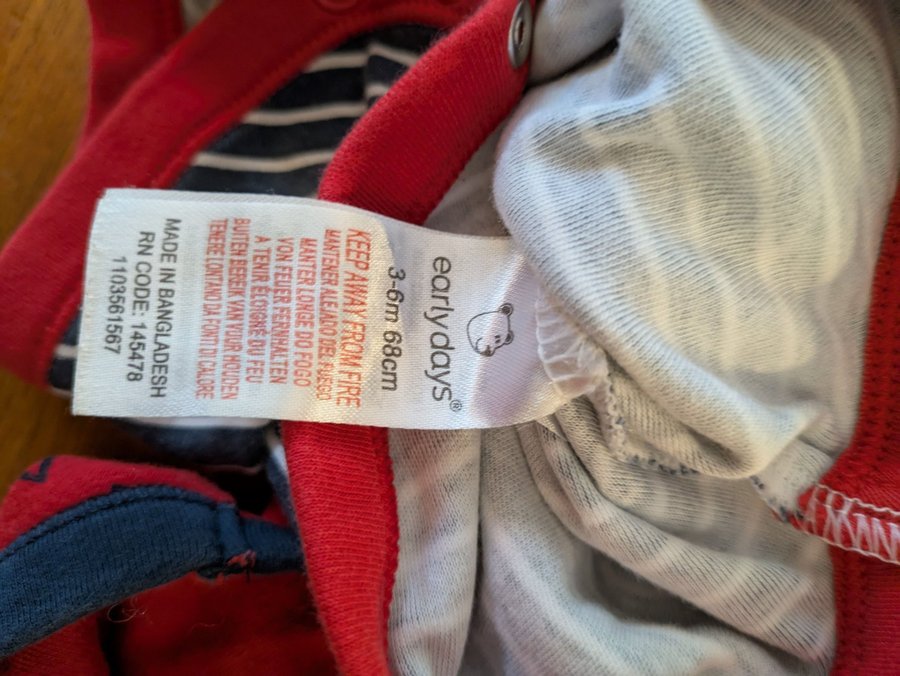 earlydays®
3-6m 68cm
KEEP AWAY FROM FIRE
MANTENER ALEJADO DEL FUEGO
MANTER LONGE DO FOGO
VON FEUER FERNHALTEN
A TENIR ÉLOIGNÉ DU FEU
BUITEN BEREIK VAN VUUR HOUDEN
TENERE LONTANO DA FONTI DI CALORE
MADE IN BANGLADESH
RN CODE: 145478
1103561567